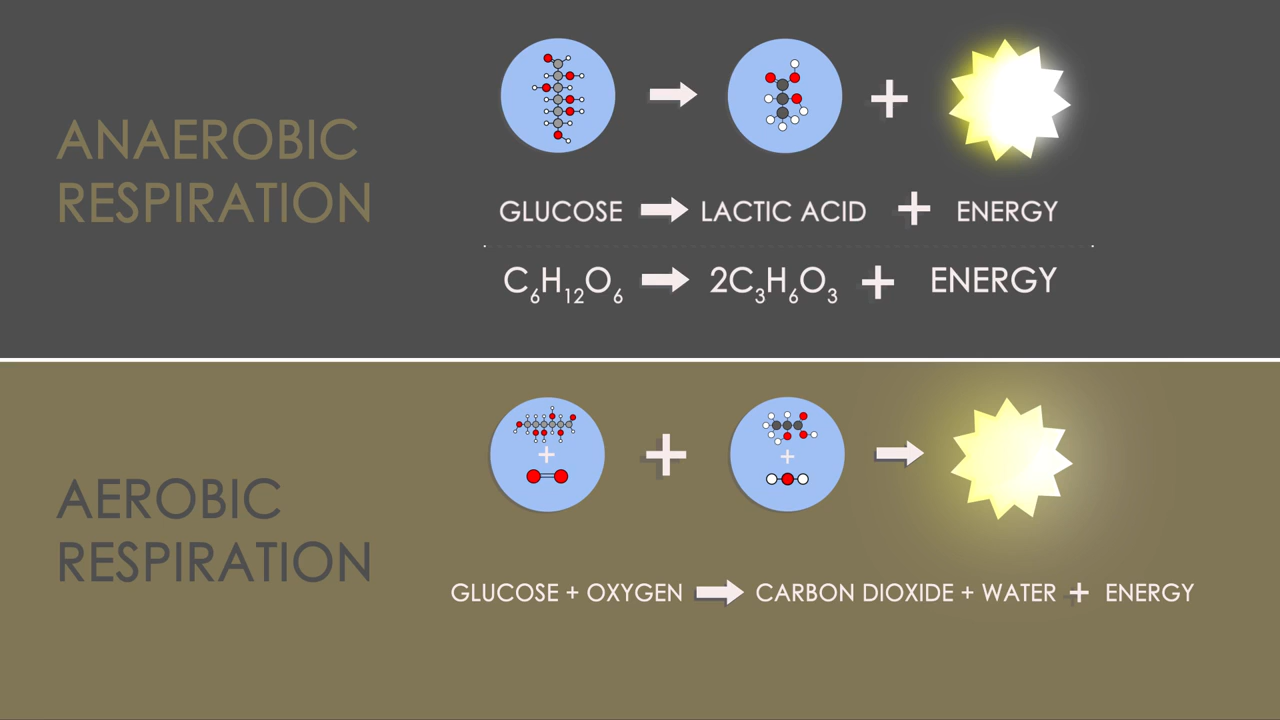 ANAEROBIC
RESPIRATION
GLUCOSE → LACTIC ACID + ENERGY
C₆H₁₂O₆ → 2C₃H₆O₃ + ENERGY
AEROBIC
RESPIRATION
GLUCOSE + OXYGEN → CARBON DIOXIDE + WATER + ENERGY